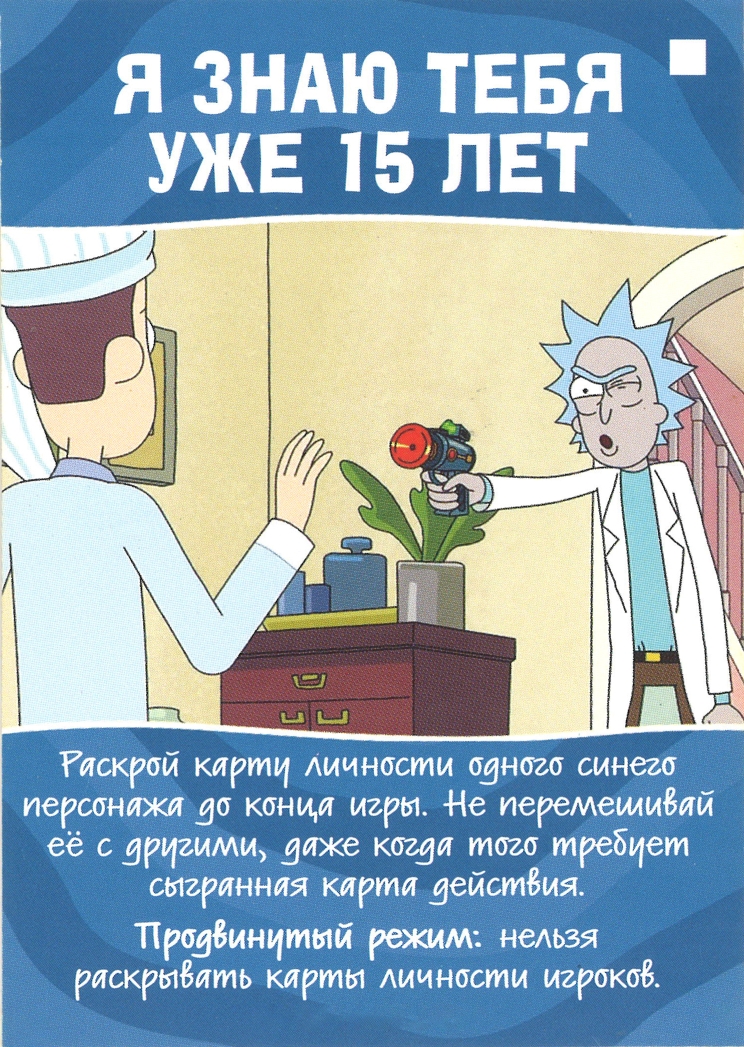 Я ЗНАЮ ТЕБЯ
УЖЕ 15 ЛЕТ
Раскрой карту личности одного синего
персонажа до конца игры. Не перемешивай
её с другими, даже когда того требует
сыгранная карта действия.
Продвинутый режим: нельзя
раскрывать карты личности игроков.